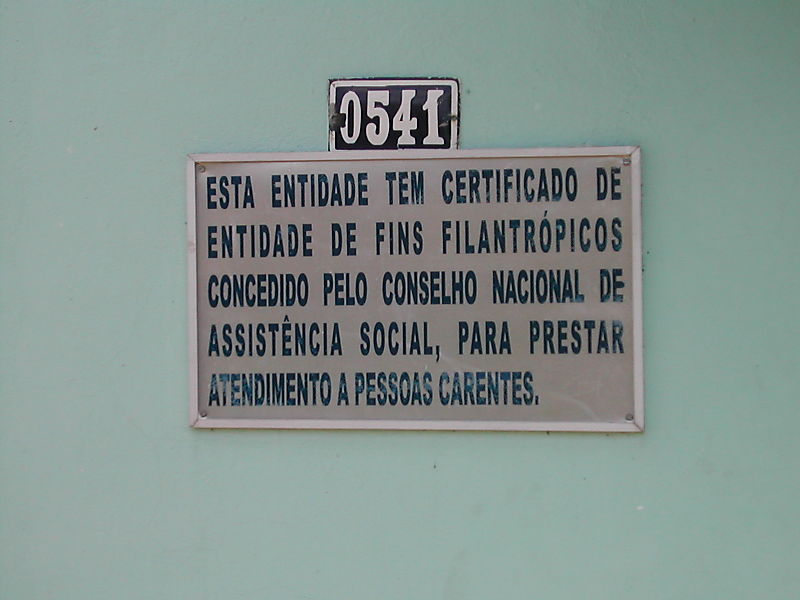 0541
ESTA ENTIDADE TEM CERTIFICADO DE
ENTIDADE DE FINS FILANTRÓPICOS
CONCEDIDO PELO CONSELHO NACIONAL DE
ASSISTÊNCIA SOCIAL, PARA PRESTAR
ATENDIMENTO A PESSOAS CARENTES.